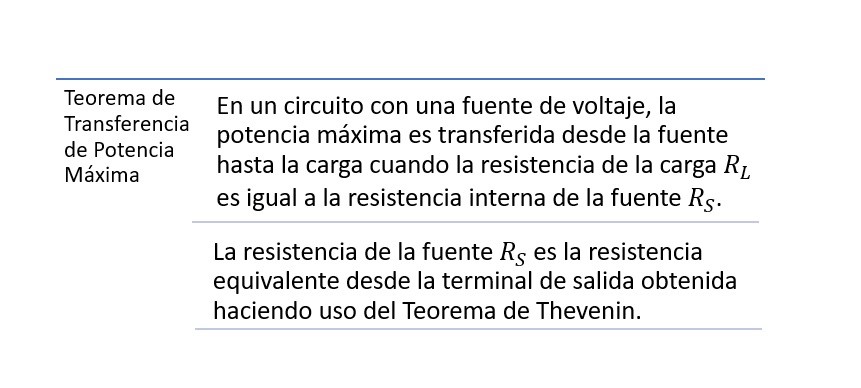 Teorema de
Transferencia
de Potencia
Máxima
En un circuito con una fuente de voltaje, la
potencia máxima es transferida desde la fuente
hasta la carga cuando la resistencia de la carga R_L
es igual a la resistencia interna de la fuente R_S.
La resistencia de la fuente R_S es la resistencia
equivalente desde la terminal de salida obtenida
haciendo uso del Teorema de Thevenin.